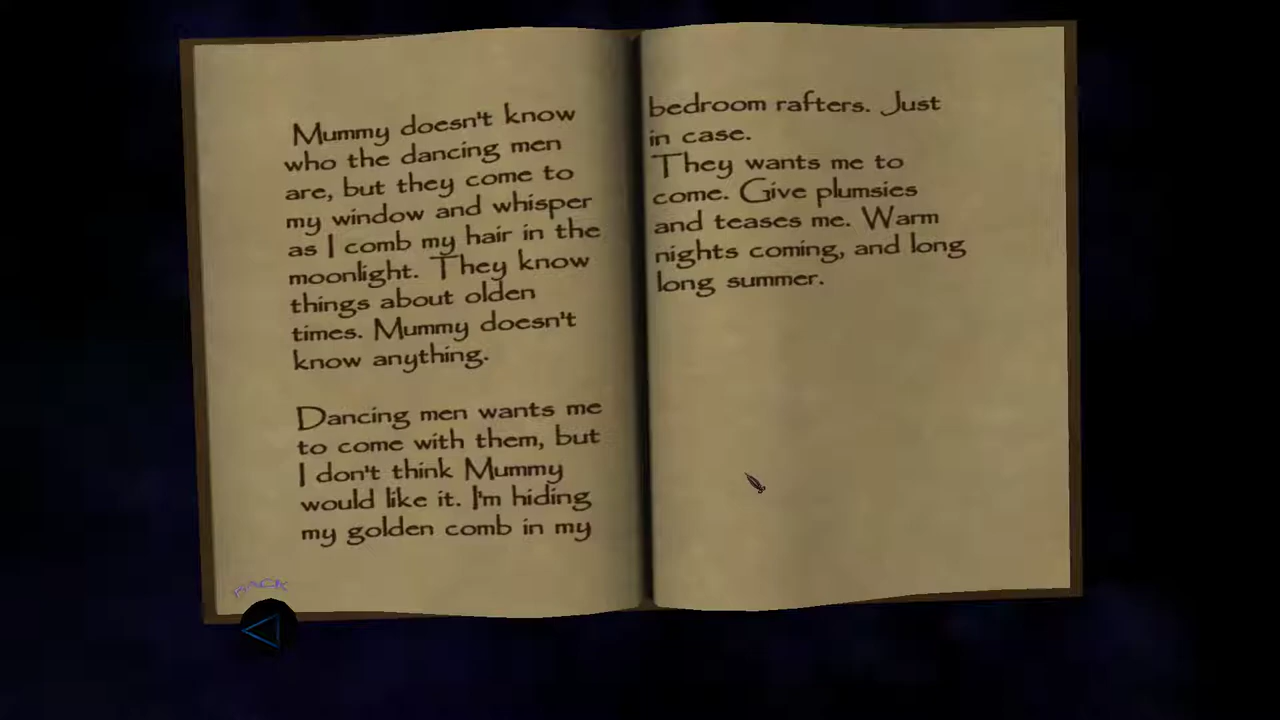 Mummy doesn't know
who the dancing men
are, but they come to
my window and whisper
as I comb my hair in the
moonlight. They know
things about olden
times. Mummy doesn't
know anything.
Dancing men wants me
to come with them, but
I don't think Mummy
would like it. I'm hiding
my golden comb in my
bedroom rafters. Just
in case.
They wants me to
come. Give plumsies
and teases me. Warm
nights coming, and long
long summer.
BACK